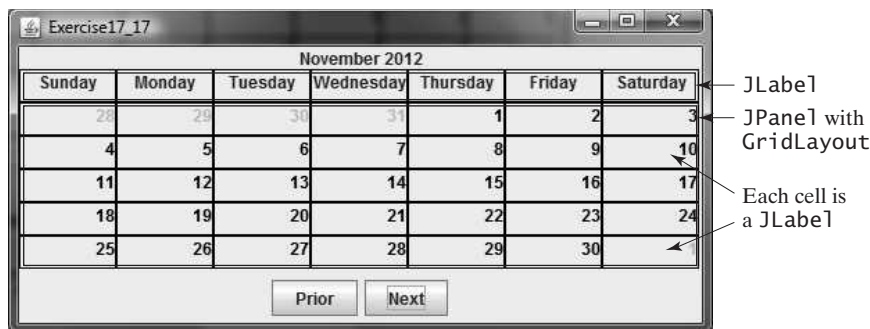 Exercise17_17
November 2012
Sunday Monday Tuesday Wednesday Thursday Friday Saturday
28 29 30 31 1 2 3
4 5 6 7 8 9 10
11 12 13 14 15 16 17
18 19 20 21 22 23 24
25 26 27 28 29 30 1
Prior Next
JLabel
JPanel with
GridLayout
Each cell is
a JLabel